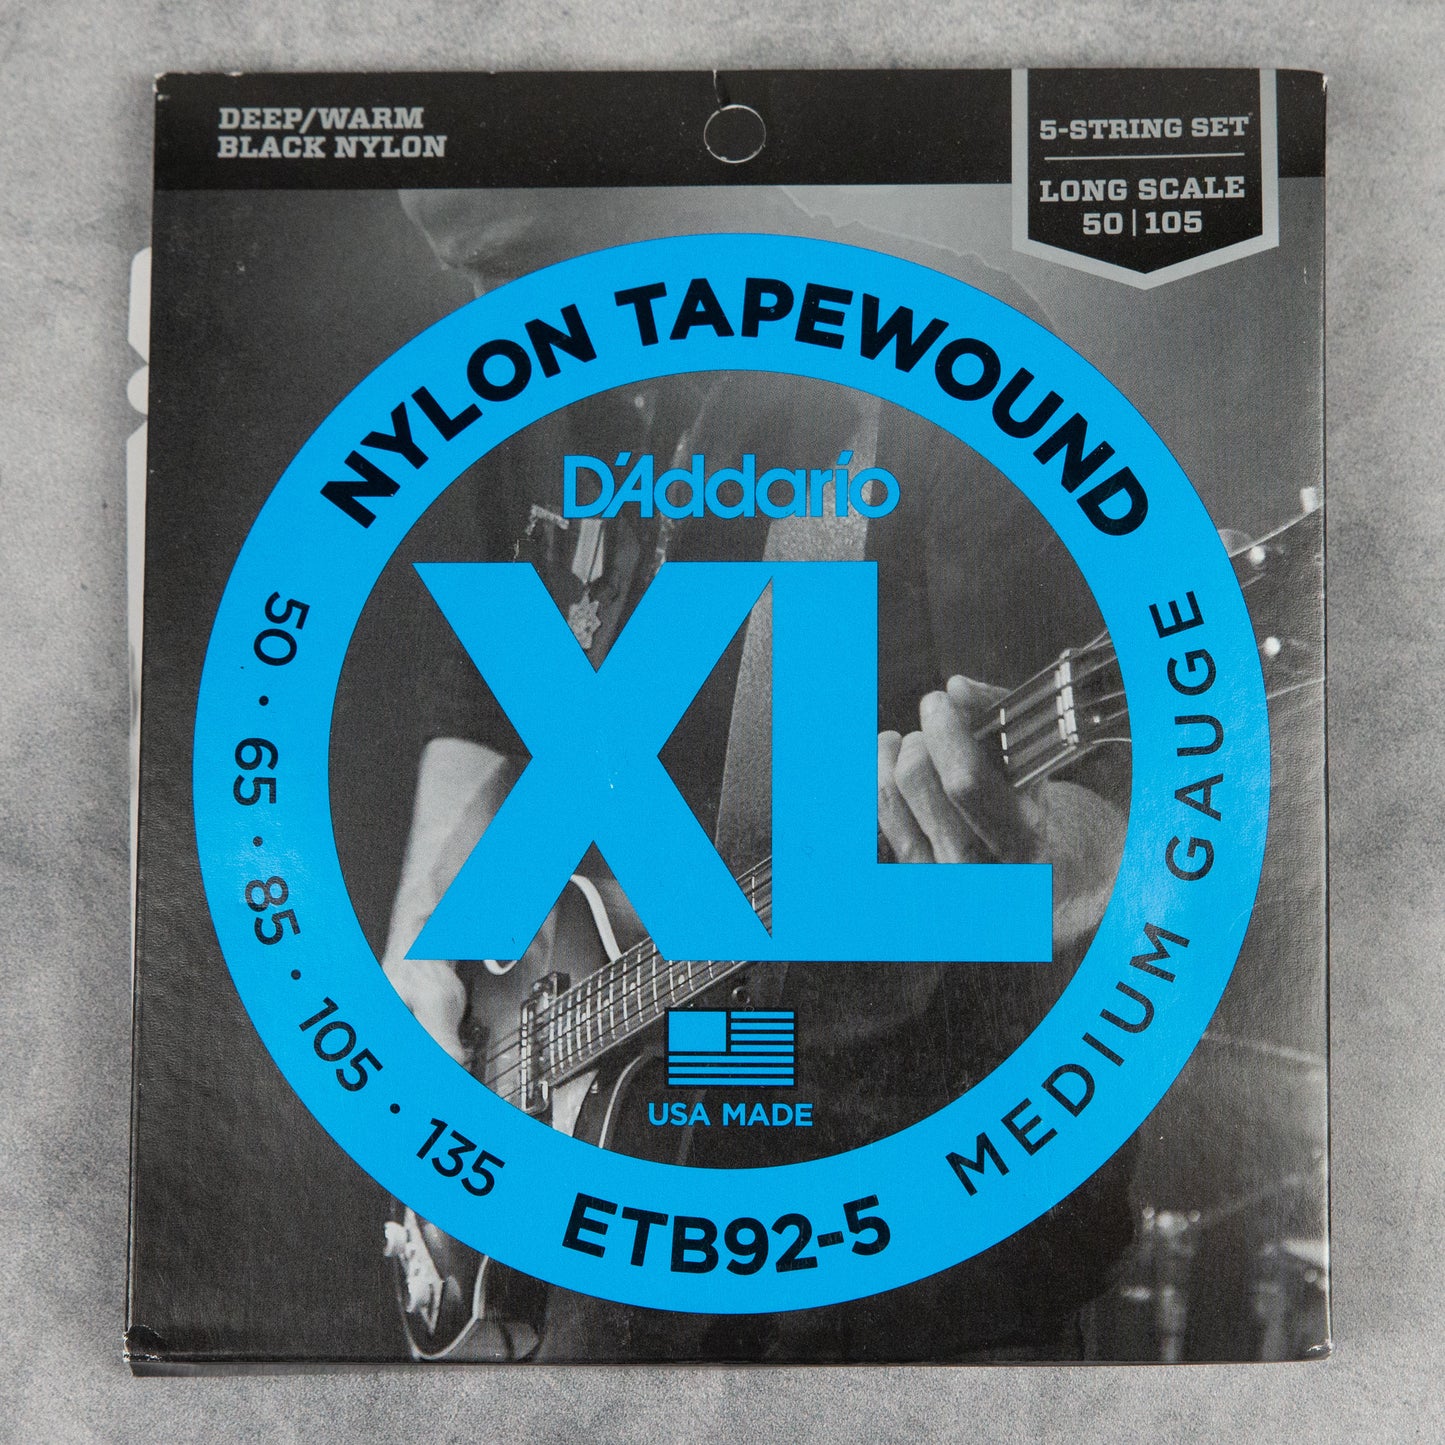 DEEP/WARM
BLACK NYLON
5-STRING SET
LONG SCALE
50 | 105
NYLON TAPEWOUND
D'Addario
XL
USA MADE
50 · 65 · 85 · 105 · 135
ETB92-5
MEDIUM GAUGE